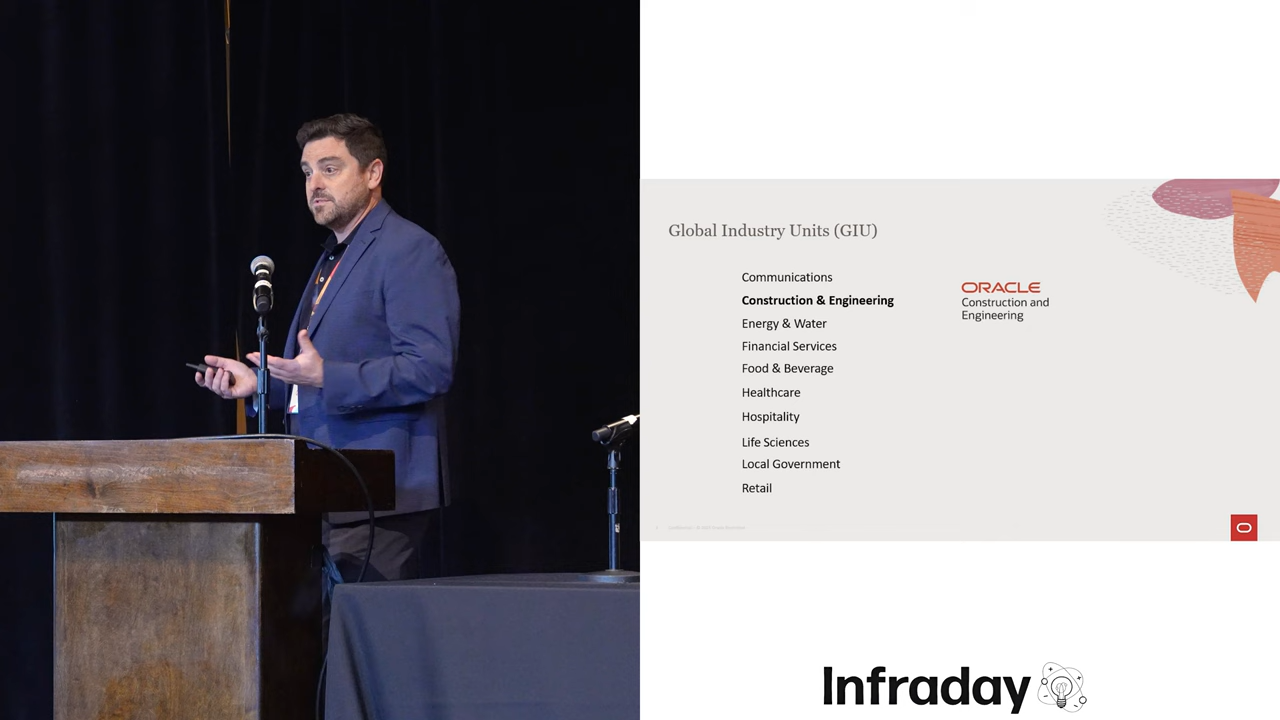 Global Industry Units (GIU)
Communications
Construction & Engineering
Energy & Water
Financial Services
Food & Beverage
Healthcare
Hospitality
Life Sciences
Local Government
Retail
ORACLE
Construction and
Engineering
Infraday